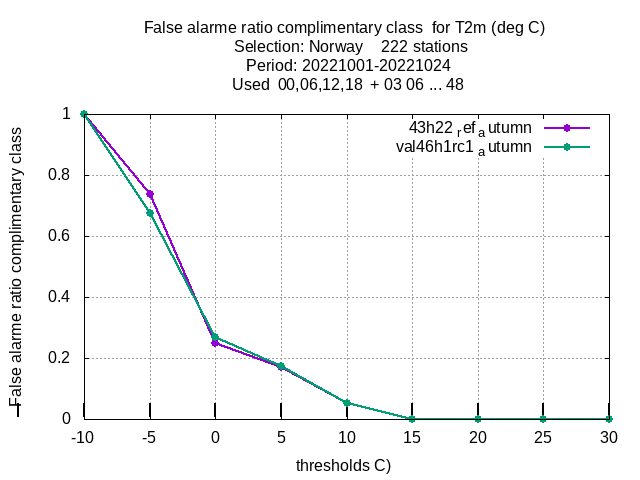 False alarme ratio complimentary class  for T2m (deg C)
Selection: Norway    222 stations
Period: 20221001-20221024
Used  00,06,12,18  + 03 06 ... 48
43h22 ref a utumn
val46h1rc1 a utumn
False alarme ratio complimentary class
1
0.8
0.6
0.4
0.2
0
-10 -5 0 5 10 15 20 25 30
thresholds C)